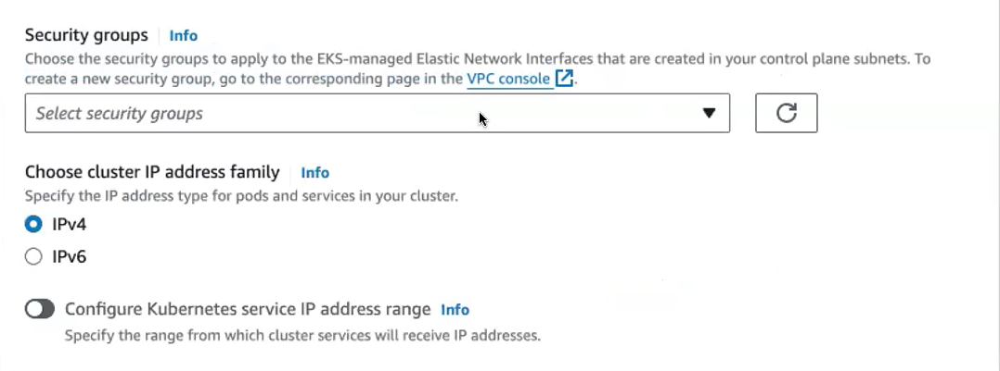 Security groups Info
Choose the security groups to apply to the EKS-managed Elastic Network Interfaces that are created in your control plane subnets. To
create a new security group, go to the corresponding page in the VPC console.
Select security groups
Choose cluster IP address family Info
Specify the IP address type for pods and services in your cluster.
IPv4
IPv6
Configure Kubernetes service IP address range Info
Specify the range from which cluster services will receive IP addresses.